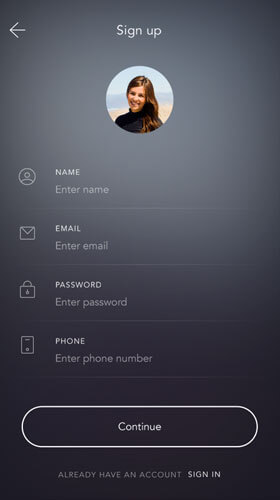 Sign up
NAME
Enter name
EMAIL
Enter email
PASSWORD
Enter password
PHONE
Enter phone number
Continue
ALREADY HAVE AN ACCOUNT SIGN IN